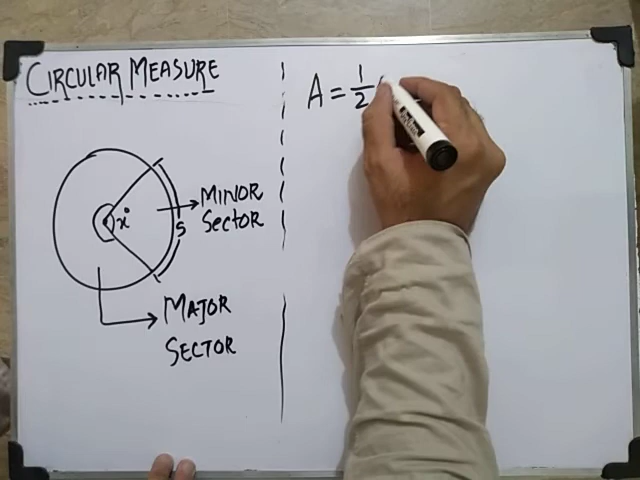 CIRCULAR MEASURE
A = 1/2
x°
S
MINOR
SECTOR
MAJOR
SECTOR